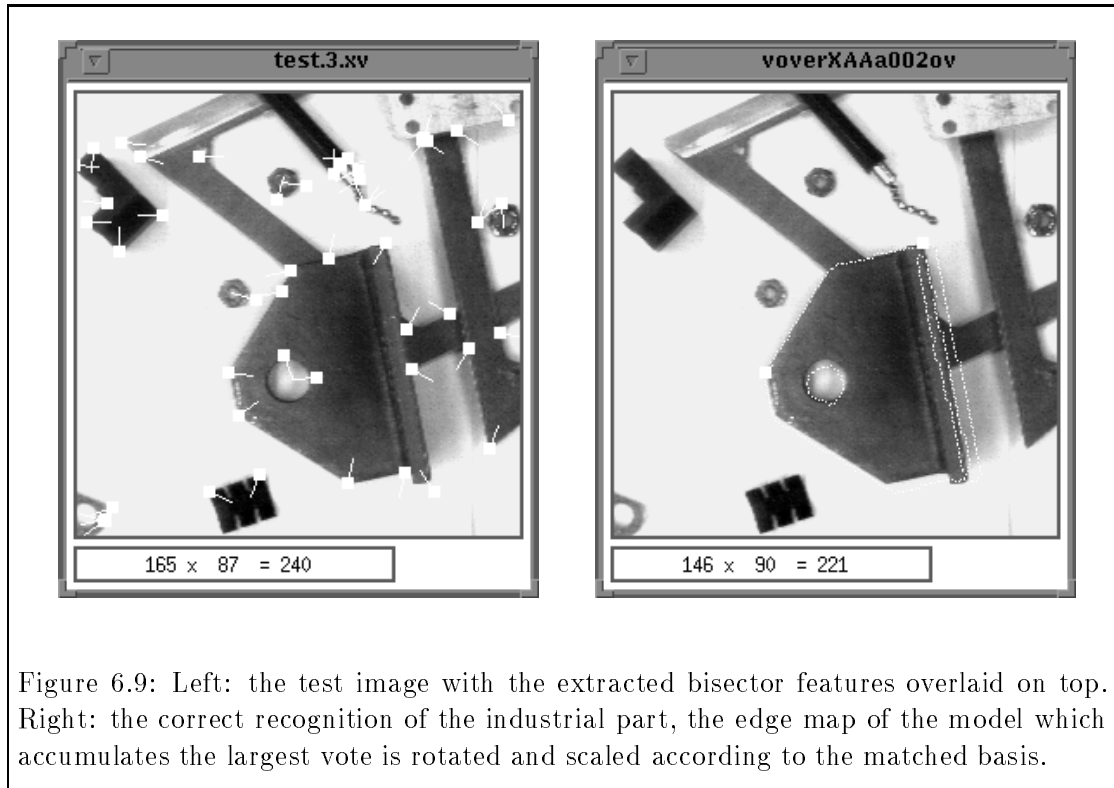 test.3.xv
voverXAAa002ov
165 x 87 = 240
146 x 90 = 221
Figure 6.9: Left: the test image with the extracted bisector features overlaid on top.
Right: the correct recognition of the industrial part, the edge map of the model which
accumulates the largest vote is rotated and scaled according to the matched basis.